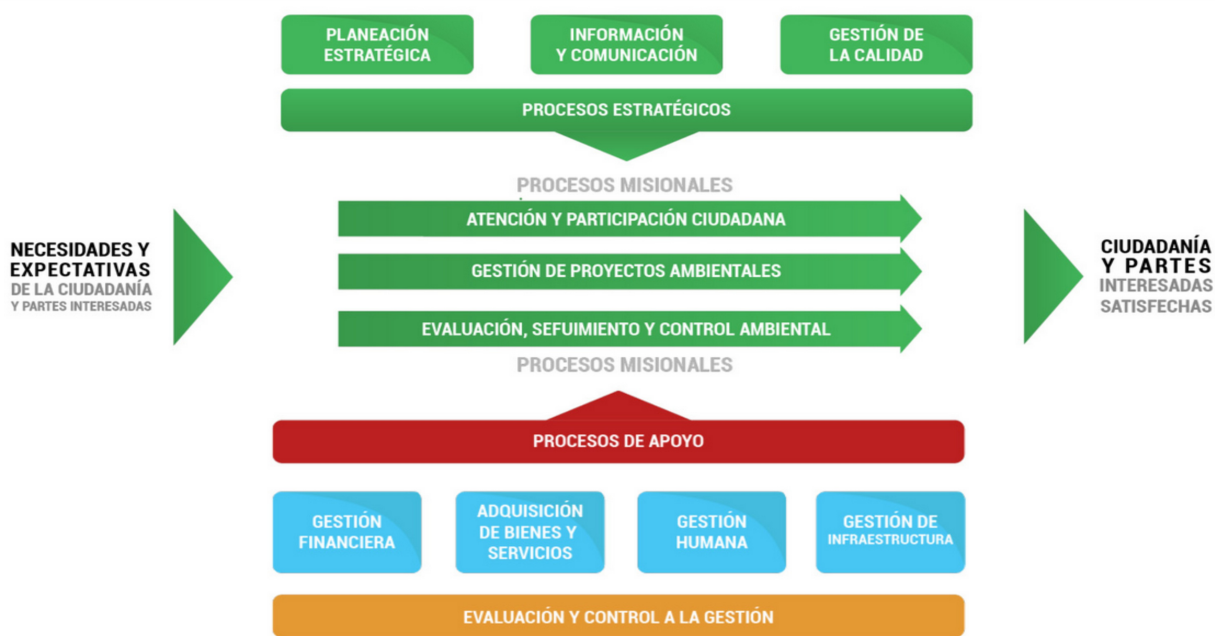 PLANEACIÓN
ESTRATÉGICA
INFORMACIÓN
Y COMUNICACIÓN
GESTIÓN DE
LA CALIDAD
PROCESOS ESTRATÉGICOS
PROCESOS MISIONALES
ATENCIÓN Y PARTICIPACIÓN CIUDADANA
GESTIÓN DE PROYECTOS AMBIENTALES
EVALUACIÓN, SEFUIMIENTO Y CONTROL AMBIENTAL
PROCESOS MISIONALES
NECESIDADES Y
EXPECTATIVAS
DE LA CIUDADANÍA
Y PARTES INTERESADAS
CIUDADANÍA
Y PARTES
INTERESADAS
SATISFECHAS
PROCESOS DE APOYO
GESTIÓN
FINANCIERA
ADQUISICIÓN
DE BIENES Y
SERVICIOS
GESTIÓN
HUMANA
GESTIÓN DE
INFRAESTRUCTURA
EVALUACIÓN Y CONTROL A LA GESTIÓN